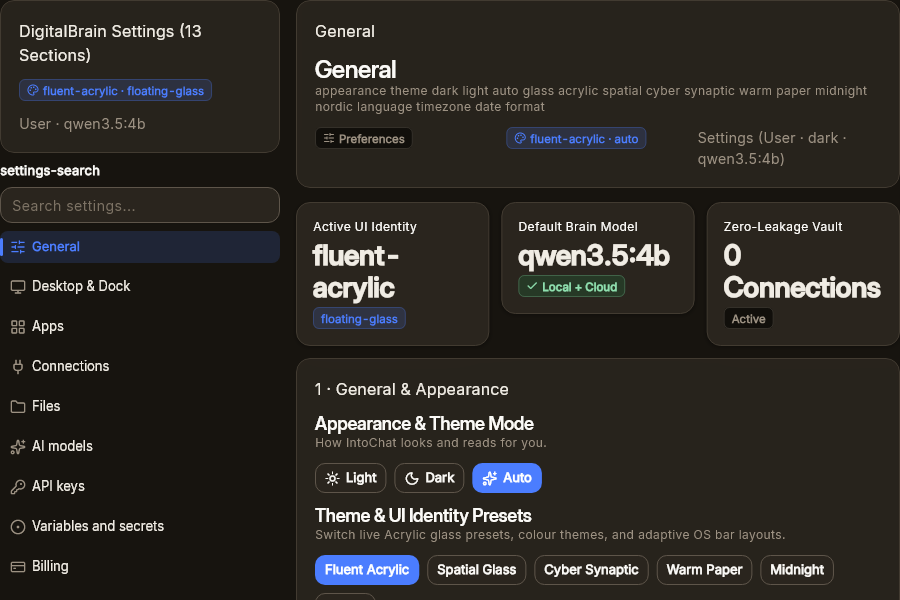 DigitalBrain Settings (13
Sections)
fluent-acrylic · floating-glass
User · qwen3.5:4b
settings-search
Search settings...
General
Desktop & Dock
Apps
Connections
Files
AI models
API keys
Variables and secrets
Billing
General
General
appearance theme dark light auto glass acrylic spatial cyber synaptic warm paper midnight
nordic language timezone date format
Preferences
fluent-acrylic · auto
Settings (User · dark ·
qwen3.5:4b)
Active UI Identity
fluent-
acrylic
floating-glass
Default Brain Model
qwen3.5:4b
Local + Cloud
Zero-Leakage Vault
0
Connections
Active
1 · General & Appearance
Appearance & Theme Mode
How IntoChat looks and reads for you.
Light
Dark
Auto
Theme & UI Identity Presets
Switch live Acrylic glass presets, colour themes, and adaptive OS bar layouts.
Fluent Acrylic
Spatial Glass
Cyber Synaptic
Warm Paper
Midnight